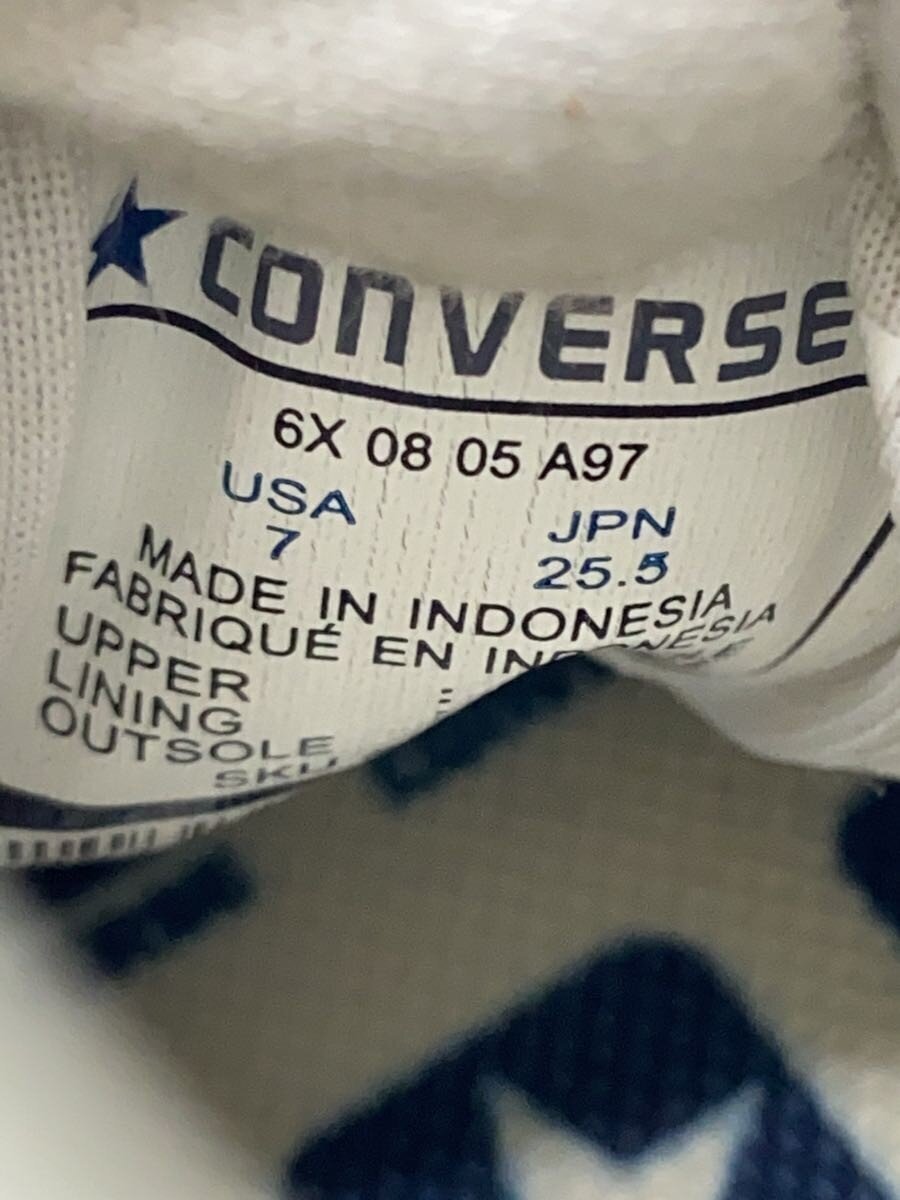 CONVERSE
6X 08 05 A97
USA JPN
7 25.5
MADE IN INDONESIA
FABRIQUÉ EN INDONESIA
UPPER :
LINING :
OUTSOLE
SKU